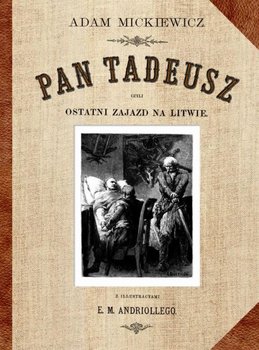 ADAM MICKIEWICZ
PAN TADEUSZ
CZYLI
OSTATNI ZAJAZD NA LITWIE.
Z ILLUSTRACYAMI
E. M. ANDRIOLLEGO.